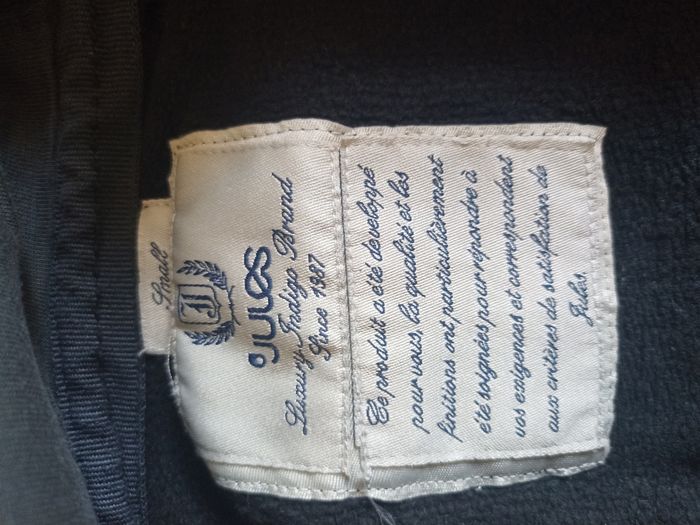 Small
J
JULES
Luxury Indigo Brand
Since 1987
Ce produit a été developpé
pour vous, la qualité et les
finitions ont particulièrement
été soignées pour répondre à
vos exigences et correspondent
aux critères de satisfaction de
Jules.